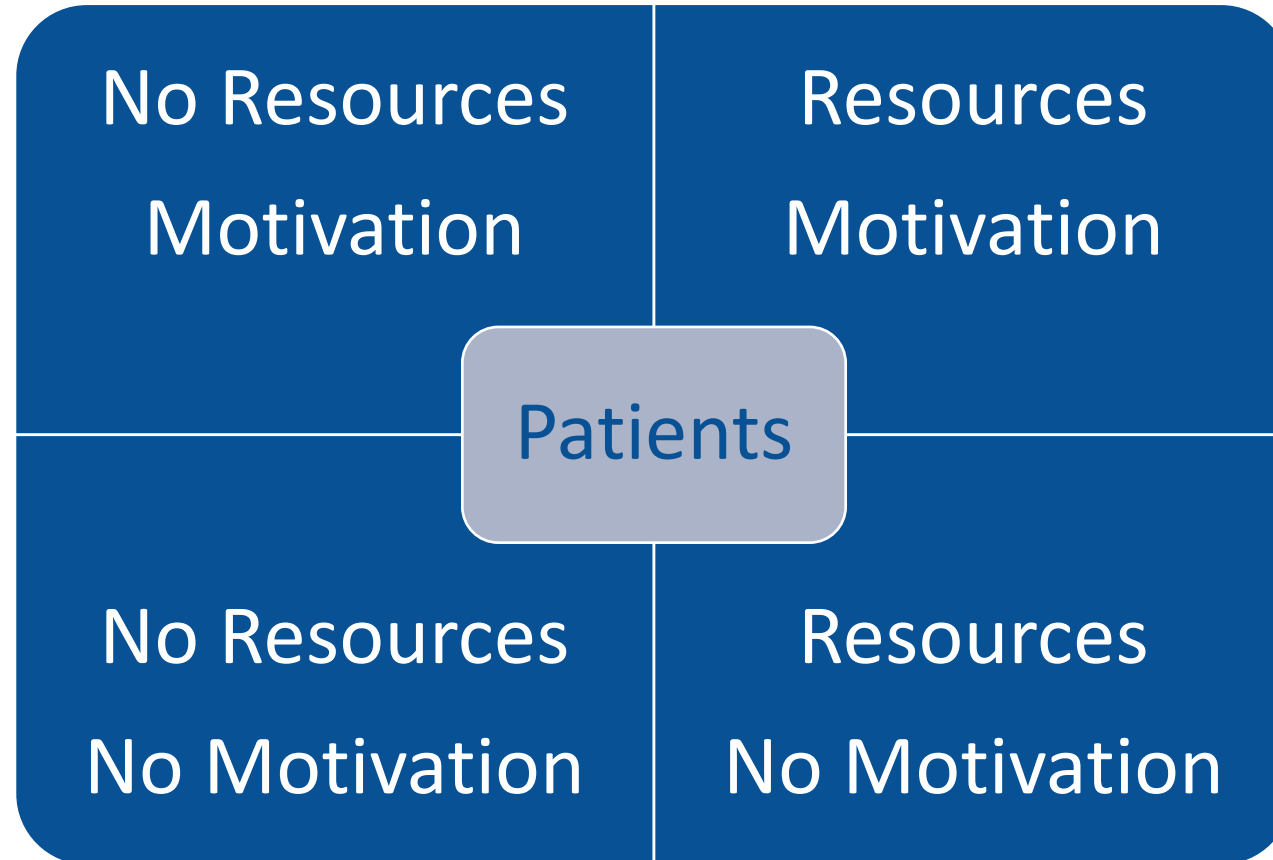 No Resources
Motivation
Resources
Motivation
Patients
No Resources
No Motivation
Resources
No Motivation